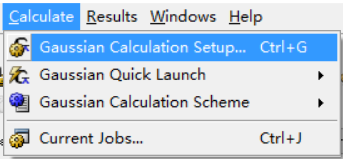 Calculate Results Windows Help
Gaussian Calculation Setup... Ctrl+G
Gaussian Quick Launch
Gaussian Calculation Scheme
Current Jobs... Ctrl+J